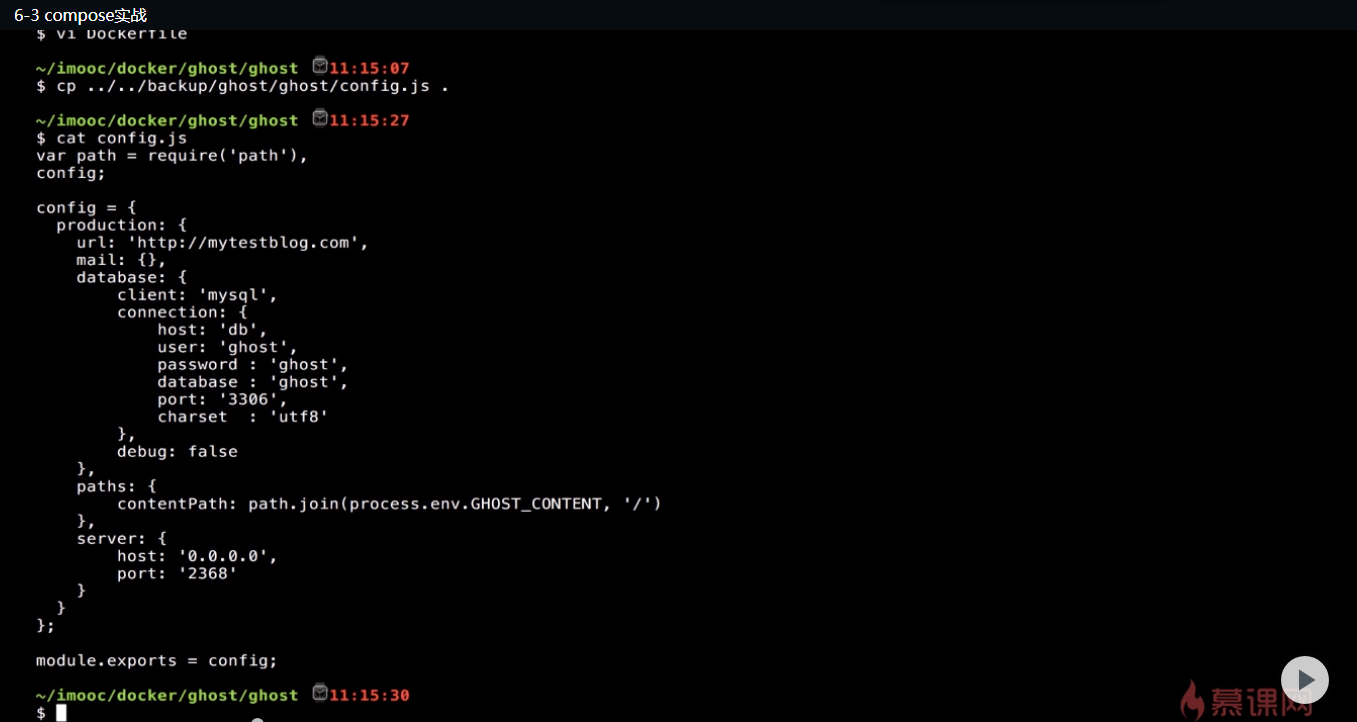 6-3 compose实战
$ vi Dockerfile
~/imooc/docker/ghost/ghost 11:15:07
$ cp ../../backup/ghost/ghost/config.js .
~/imooc/docker/ghost/ghost 11:15:27
$ cat config.js
var path = require('path'),
config;
config = {
  production: {
    url: 'http://mytestblog.com',
    mail: {},
    database: {
        client: 'mysql',
        connection: {
            host: 'db',
            user: 'ghost',
            password : 'ghost',
            database : 'ghost',
            port: '3306',
            charset  : 'utf8'
        },
        debug: false
    },
    paths: {
        contentPath: path.join(process.env.GHOST_CONTENT, '/')
    },
    server: {
        host: '0.0.0.0',
        port: '2368'
    }
  }
};
module.exports = config;
~/imooc/docker/ghost/ghost 11:15:30
$
慕课网